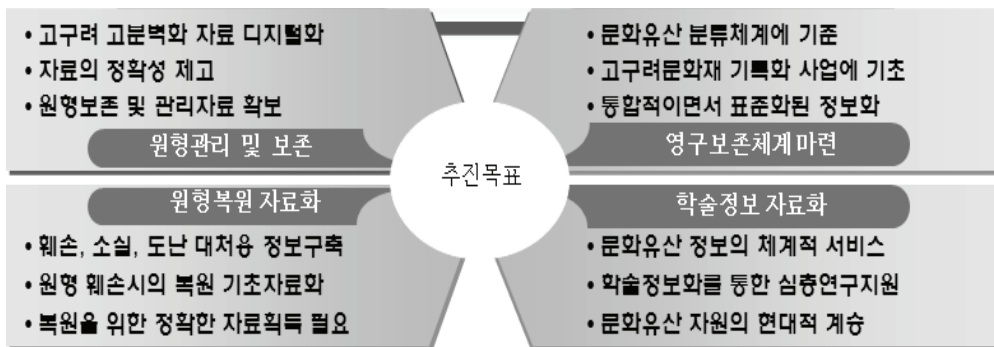 • 고구려 고분벽화 자료 디지털화
• 자료의 정확성 제고
• 원형보존 및 관리자료 확보
원형관리 및 보존
• 문화유산 분류체계에 기준
• 고구려문화재 기록화 사업에 기초
• 통합적이면서 표준화된 정보화
영구보존체계마련
추진목표
원형복원 자료화
• 훼손, 소실, 도난 대처용 정보구축
• 원형 훼손시의 복원 기초자료화
• 복원을 위한 정확한 자료획득 필요
학술정보 자료화
• 문화유산 정보의 체계적 서비스
• 학술정보화를 통한 심층연구지원
• 문화유산 자원의 현대적 계승